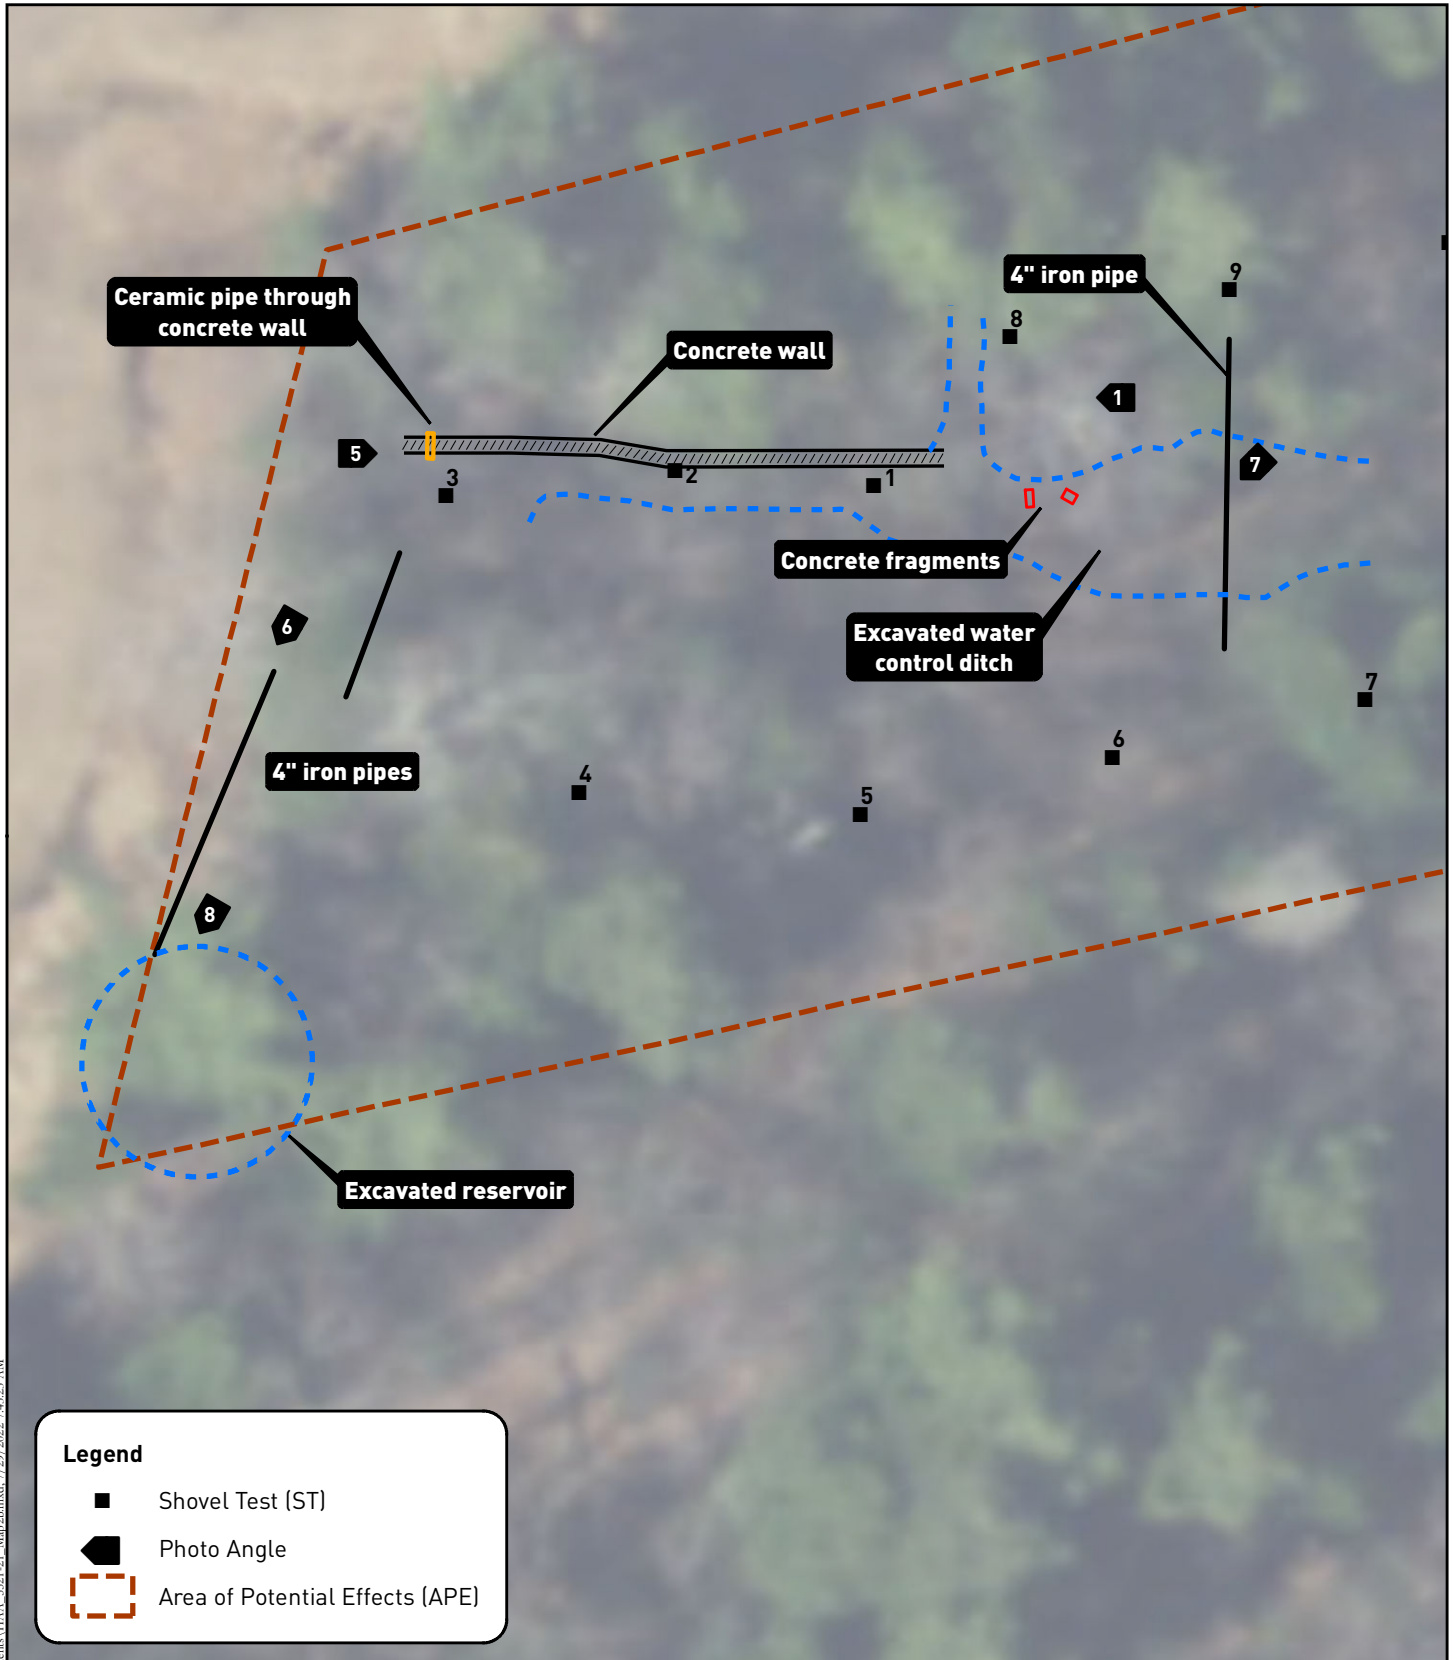 9
4" iron pipe
Ceramic pipe through
concrete wall
8
Concrete wall
1
5
7
3
2
1
Concrete fragments
6
Excavated water
control ditch
7
6
4" iron pipes
4
5
8
Excavated reservoir
Legend
Shovel Test (ST)
Photo Angle
Area of Potential Effects (APE)